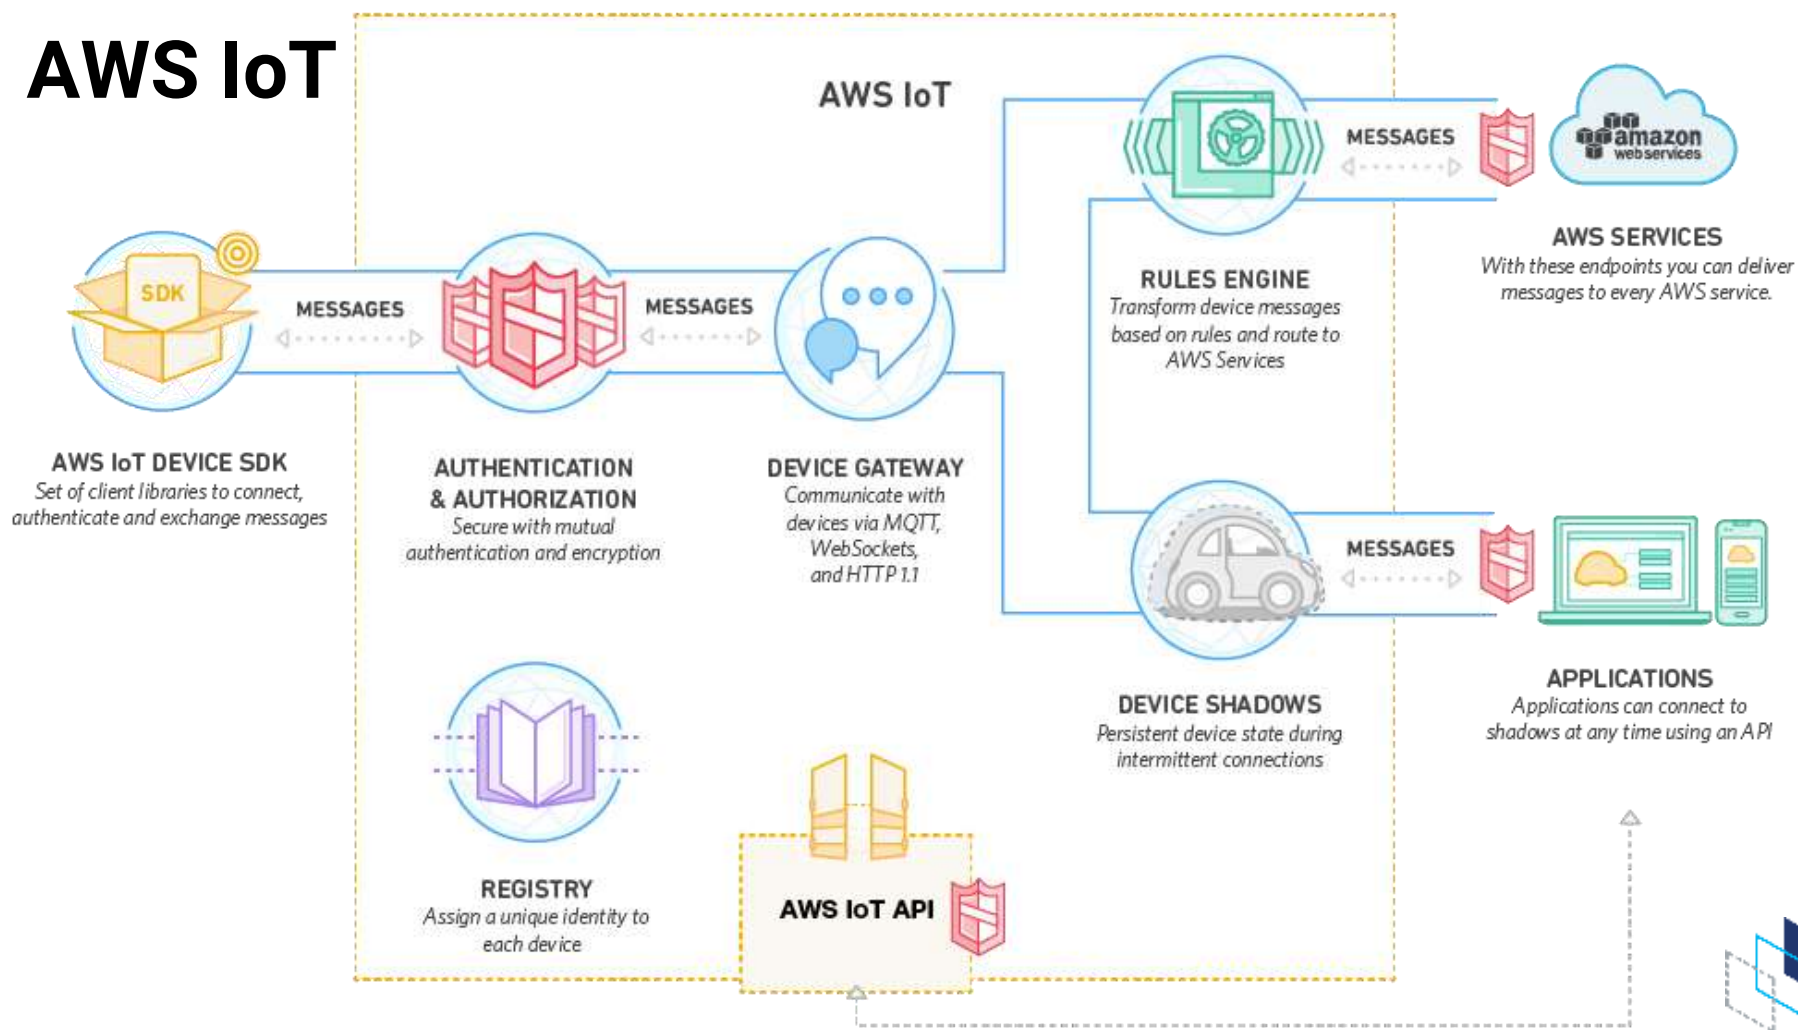 AWS IoT
AWS IoT
SDK
MESSAGES
MESSAGES
MESSAGES
amazon
webservices
AWS SERVICES
With these endpoints you can deliver
messages to every AWS service.
RULES ENGINE
Transform device messages
based on rules and route to
AWS Services
AWS IoT DEVICE SDK
Set of client libraries to connect,
authenticate and exchange messages
AUTHENTICATION
& AUTHORIZATION
Secure with mutual
authentication and encryption
DEVICE GATEWAY
Communicate with
devices via MQTT,
WebSockets,
and HTTP 1.1
MESSAGES
DEVICE SHADOWS
Persistent device state during
intermittent connections
APPLICATIONS
Applications can connect to
shadows at any time using an API
REGISTRY
Assign a unique identity to
each device
AWS IoT API